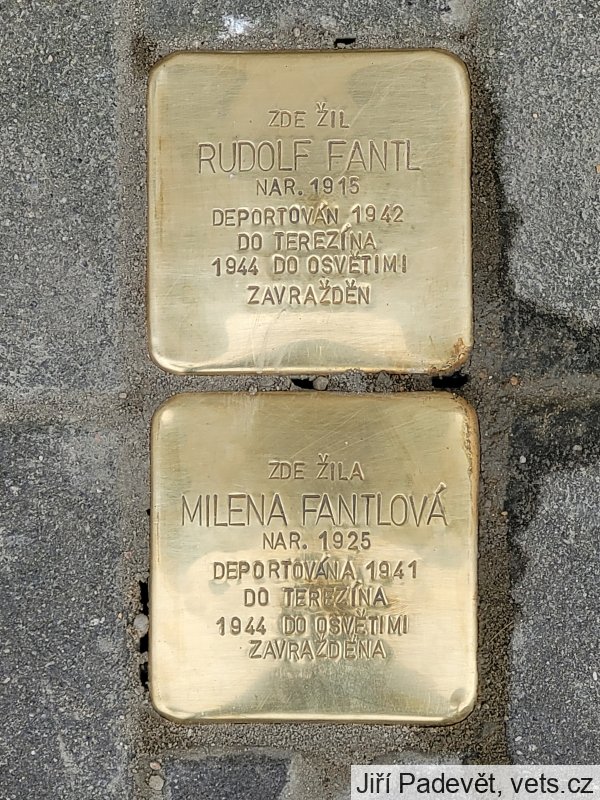 ZDE ŽIL
RUDOLF FANTL
NAR. 1915
DEPORTOVÁN 1942
DO TEREZÍNA
1944 DO OSVĚTIMI
ZAVRAŽDĚN
ZDE ŽILA
MILENA FANTLOVÁ
NAR. 1925
DEPORTOVÁNA 1941
DO TEREZÍNA
1944 DO OSVĚTIMI
ZAVRAŽDĚNA
Jiří Padevět, vets.cz